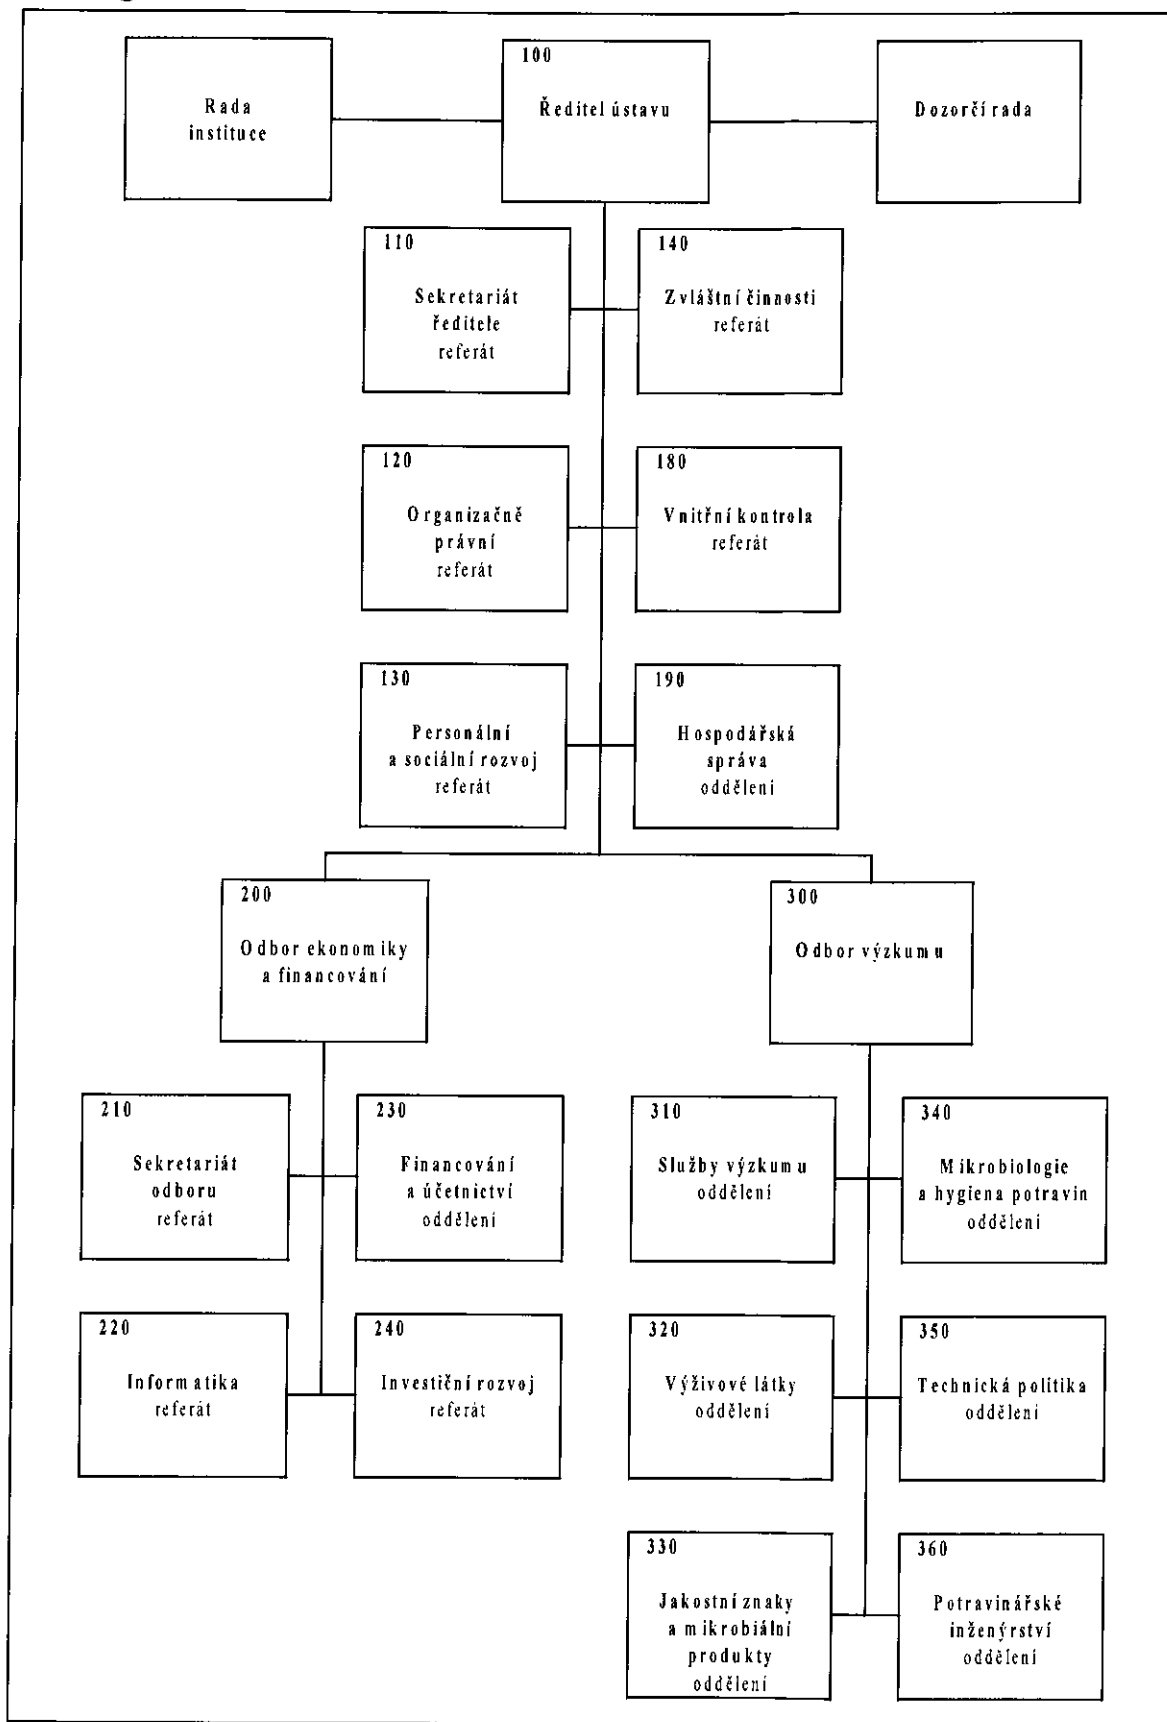 Rada
instituce
100
Ředitel ústavu
Dozorčí rada
110
Sekretariát
ředitele
referát
140
Zvláštní činnosti
referát
120
Organizačně
právní
referát
180
Vnitřní kontrola
referát
130
Personální
a sociální rozvoj
referát
190
Hospodářská
správa
oddělení
200
Odbor ekonomiky
a financování
300
Odbor výzkumu
210
Sekretariát
odboru
referát
230
Financování
a účetnictví
oddělení
310
Služby výzkumu
oddělení
340
Mikrobiologie
a hygiena potravin
oddělení
220
Informatika
referát
240
Investiční rozvoj
referát
320
Výživové látky
oddělení
350
Technická politika
oddělení
330
Jakostní znaky
a mikrobiální
produkty
oddělení
360
Potravinářské
inženýrství
oddělení